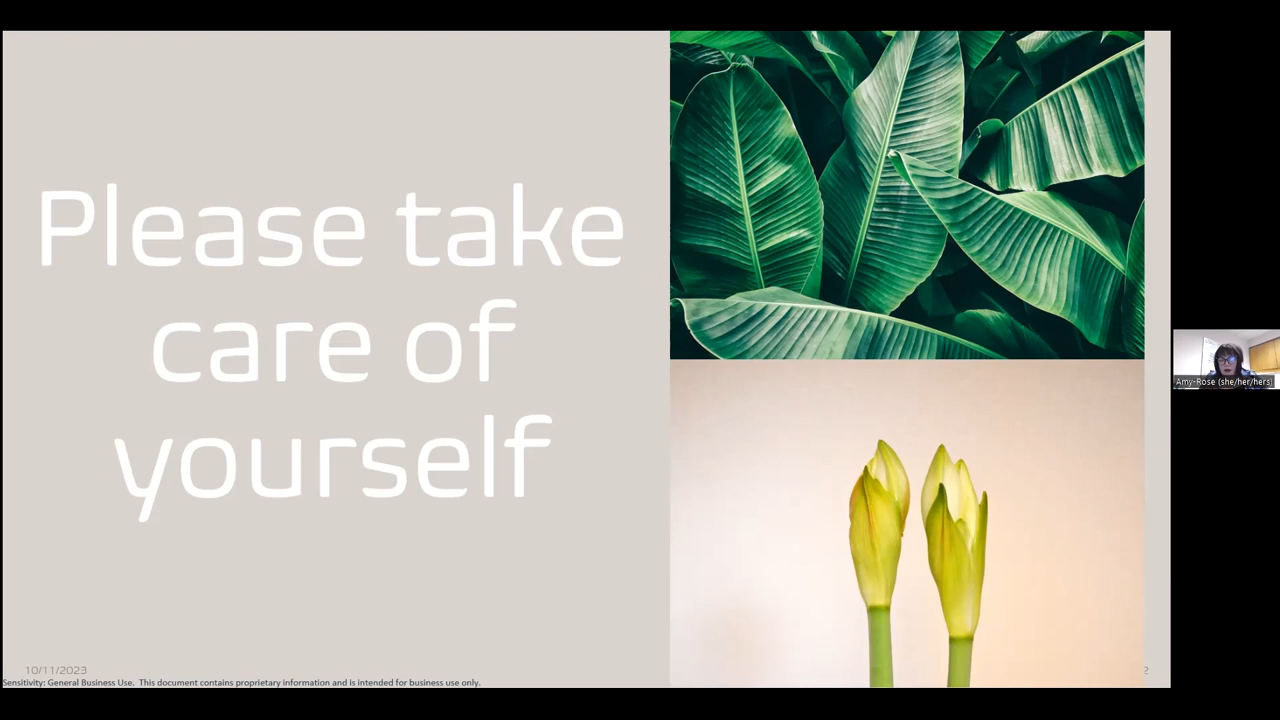 Please take
care of
yourself
10/11/2023
2
Sensitivity: General Business Use. This document contains proprietary information and is intended for business use only.
Amy-Rose (she/her/hers)